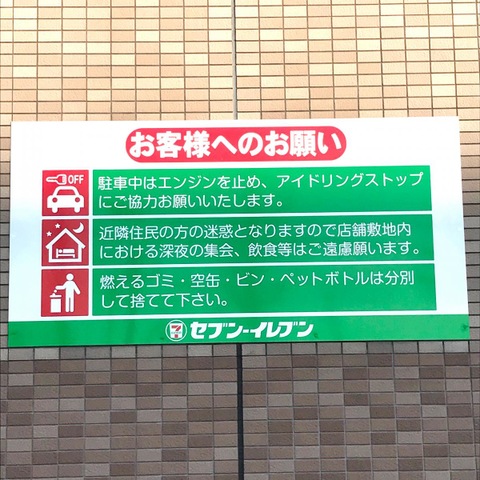 お客様へのお願い
OFF
駐車中はエンジンを止め、アイドリングストップ
にご協力お願いいたします。
近隣住民の方の迷惑となりますので店舗敷地内
における深夜の集会、飲食等はご遠慮願います。
燃えるゴミ・空缶・ビン・ペットボトルは分別
して捨てて下さい。
セブン-イレブン